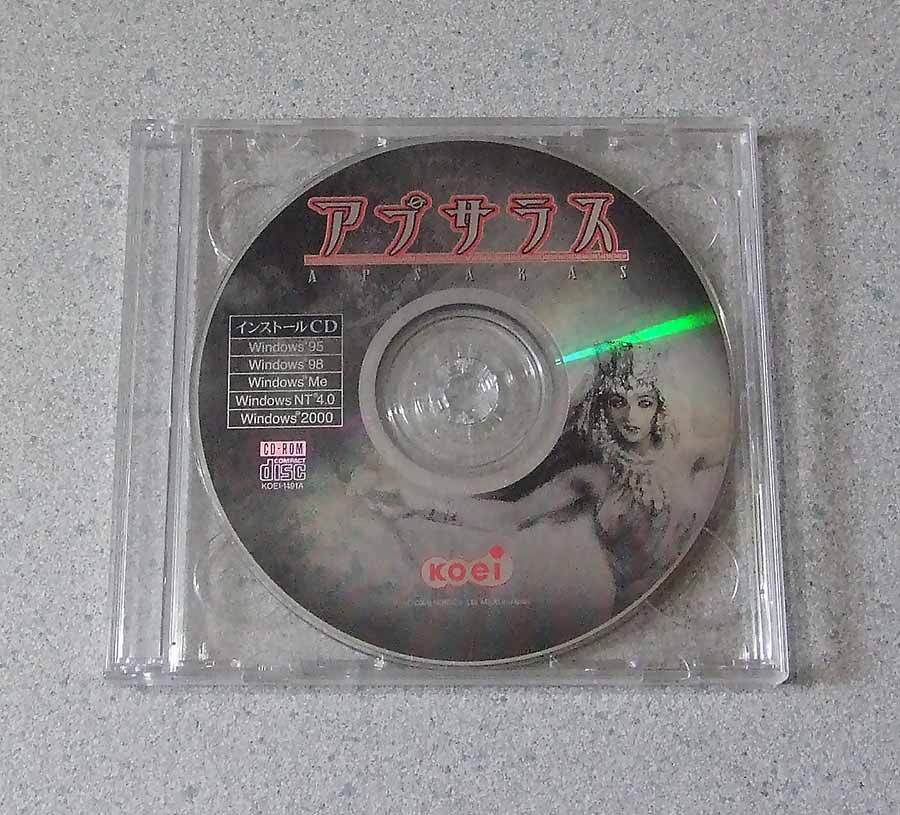 アプサラス
APSARAS
インストールCD
Windows®95
Windows®98
Windows®Me
Windows NT®4.0
Windows®2000
CD-ROM
COMPACT
disc
KOEI-1491A
KOei